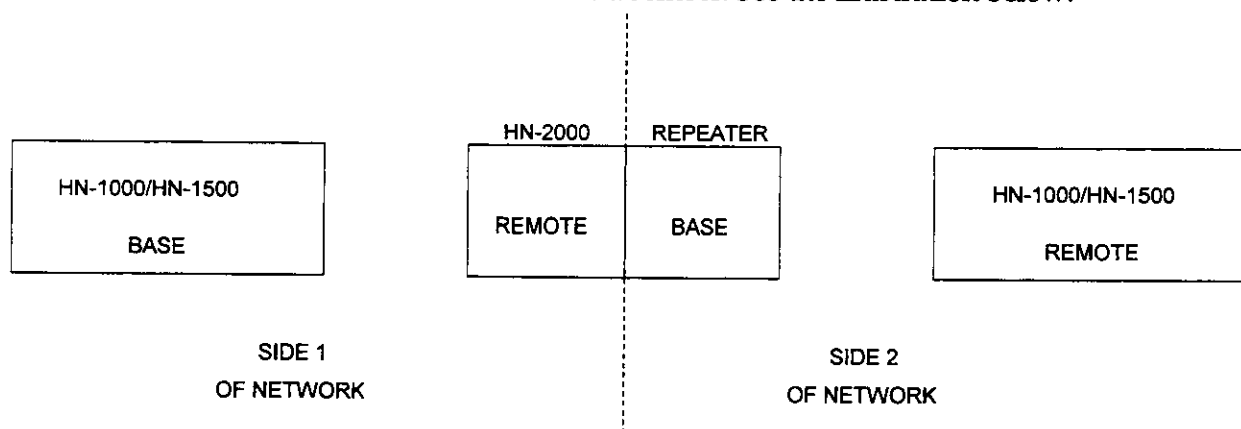 HN-2000 REPEATER
HN-1000/HN-1500
BASE
REMOTE BASE
HN-1000/HN-1500
REMOTE
SIDE 1
OF NETWORK
SIDE 2
OF NETWORK